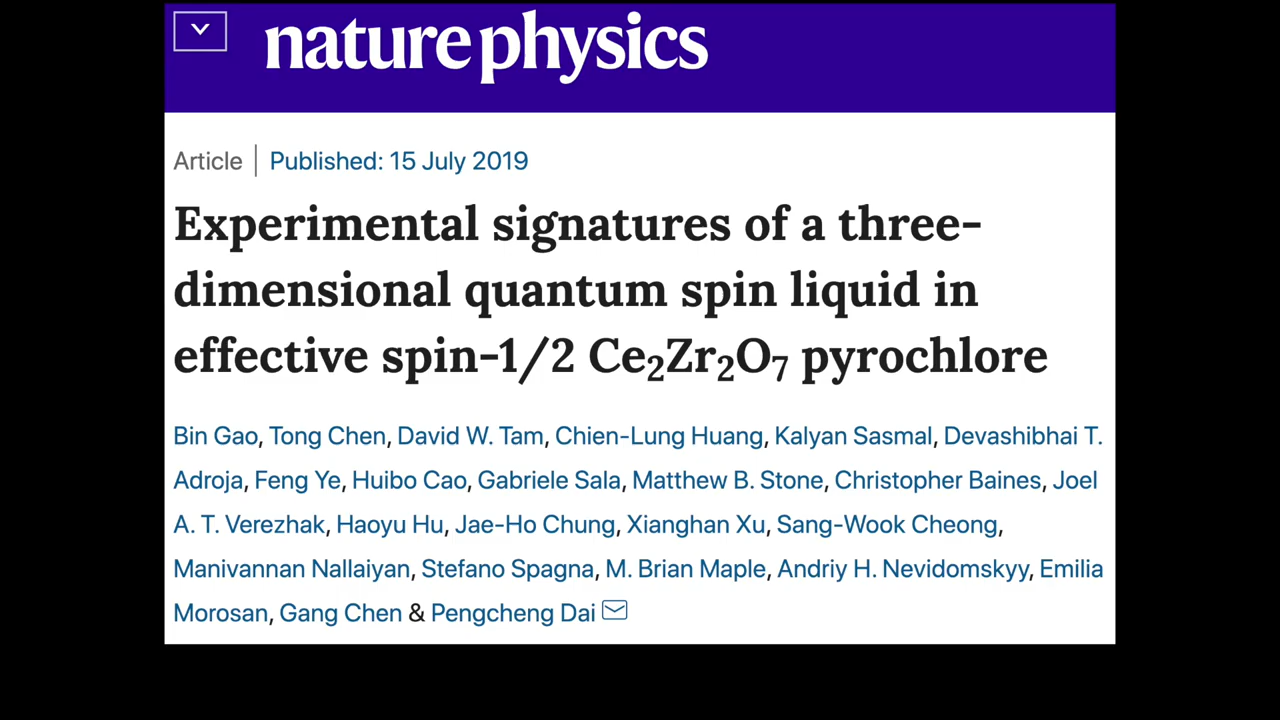 nature physics
Article | Published: 15 July 2019
Experimental signatures of a three-
dimensional quantum spin liquid in
effective spin-1/2 Ce₂Zr₂O₇ pyrochlore
Bin Gao, Tong Chen, David W. Tam, Chien-Lung Huang, Kalyan Sasmal, Devashibhai T.
Adroja, Feng Ye, Huibo Cao, Gabriele Sala, Matthew B. Stone, Christopher Baines, Joel
A. T. Verezhak, Haoyu Hu, Jae-Ho Chung, Xianghan Xu, Sang-Wook Cheong,
Manivannan Nallaiyan, Stefano Spagna, M. Brian Maple, Andriy H. Nevidomskyy, Emilia
Morosan, Gang Chen & Pengcheng Dai